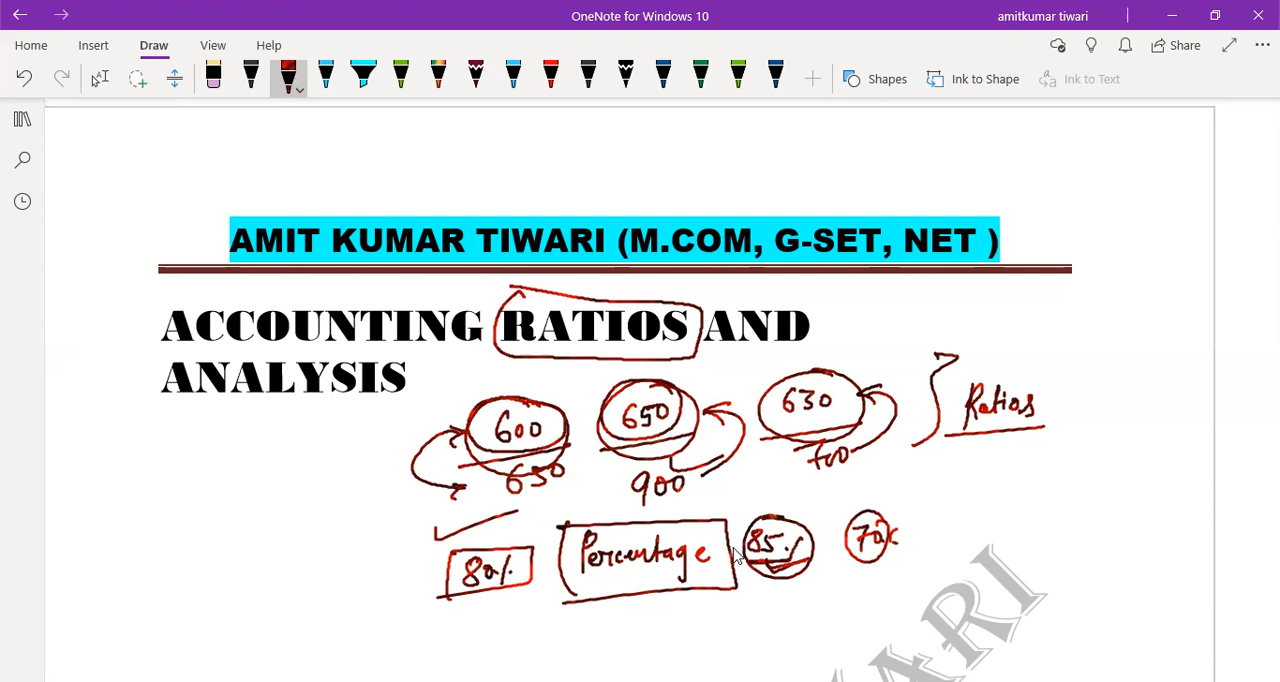 OneNote for Windows 10
amitkumar tiwari
Home Insert Draw View Help
Share
Shapes Ink to Shape Ink to Text
AMIT KUMAR TIWARI (M.COM, G-SET, NET )
ACCOUNTING RATIOS AND
ANALYSIS
600 650 630 Ratios
650 900 700
80% Percentage 85% 70%